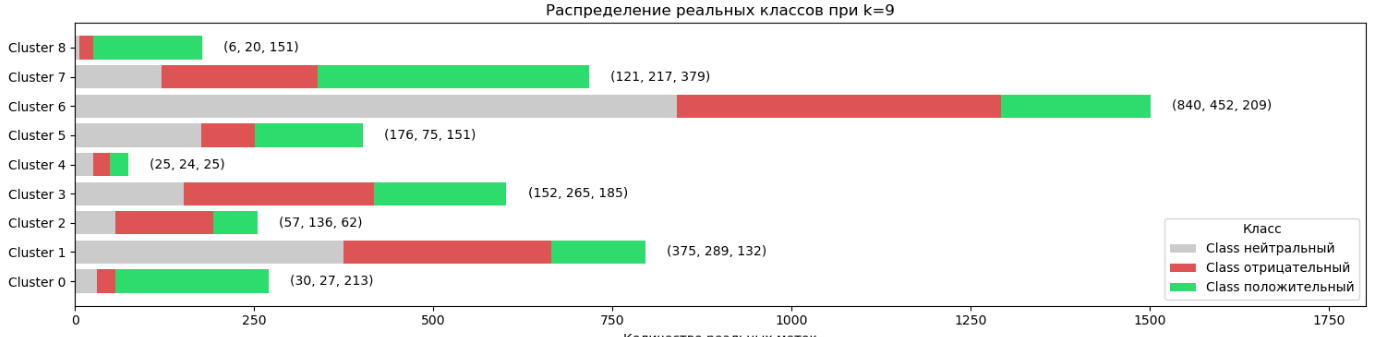 Распределение реальных классов при k=9
Cluster 8 (6, 20, 151)
Cluster 7 (121, 217, 379)
Cluster 6 (840, 452, 209)
Cluster 5 (176, 75, 151)
Cluster 4 (25, 24, 25)
Cluster 3 (152, 265, 185)
Cluster 2 (57, 136, 62)
Cluster 1 (375, 289, 132)
Cluster 0 (30, 27, 213)
Класс
Class нейтральный
Class отрицательный
Class положительный
0 250 500 750 1000 1250 1500 1750
Количество реальных меток